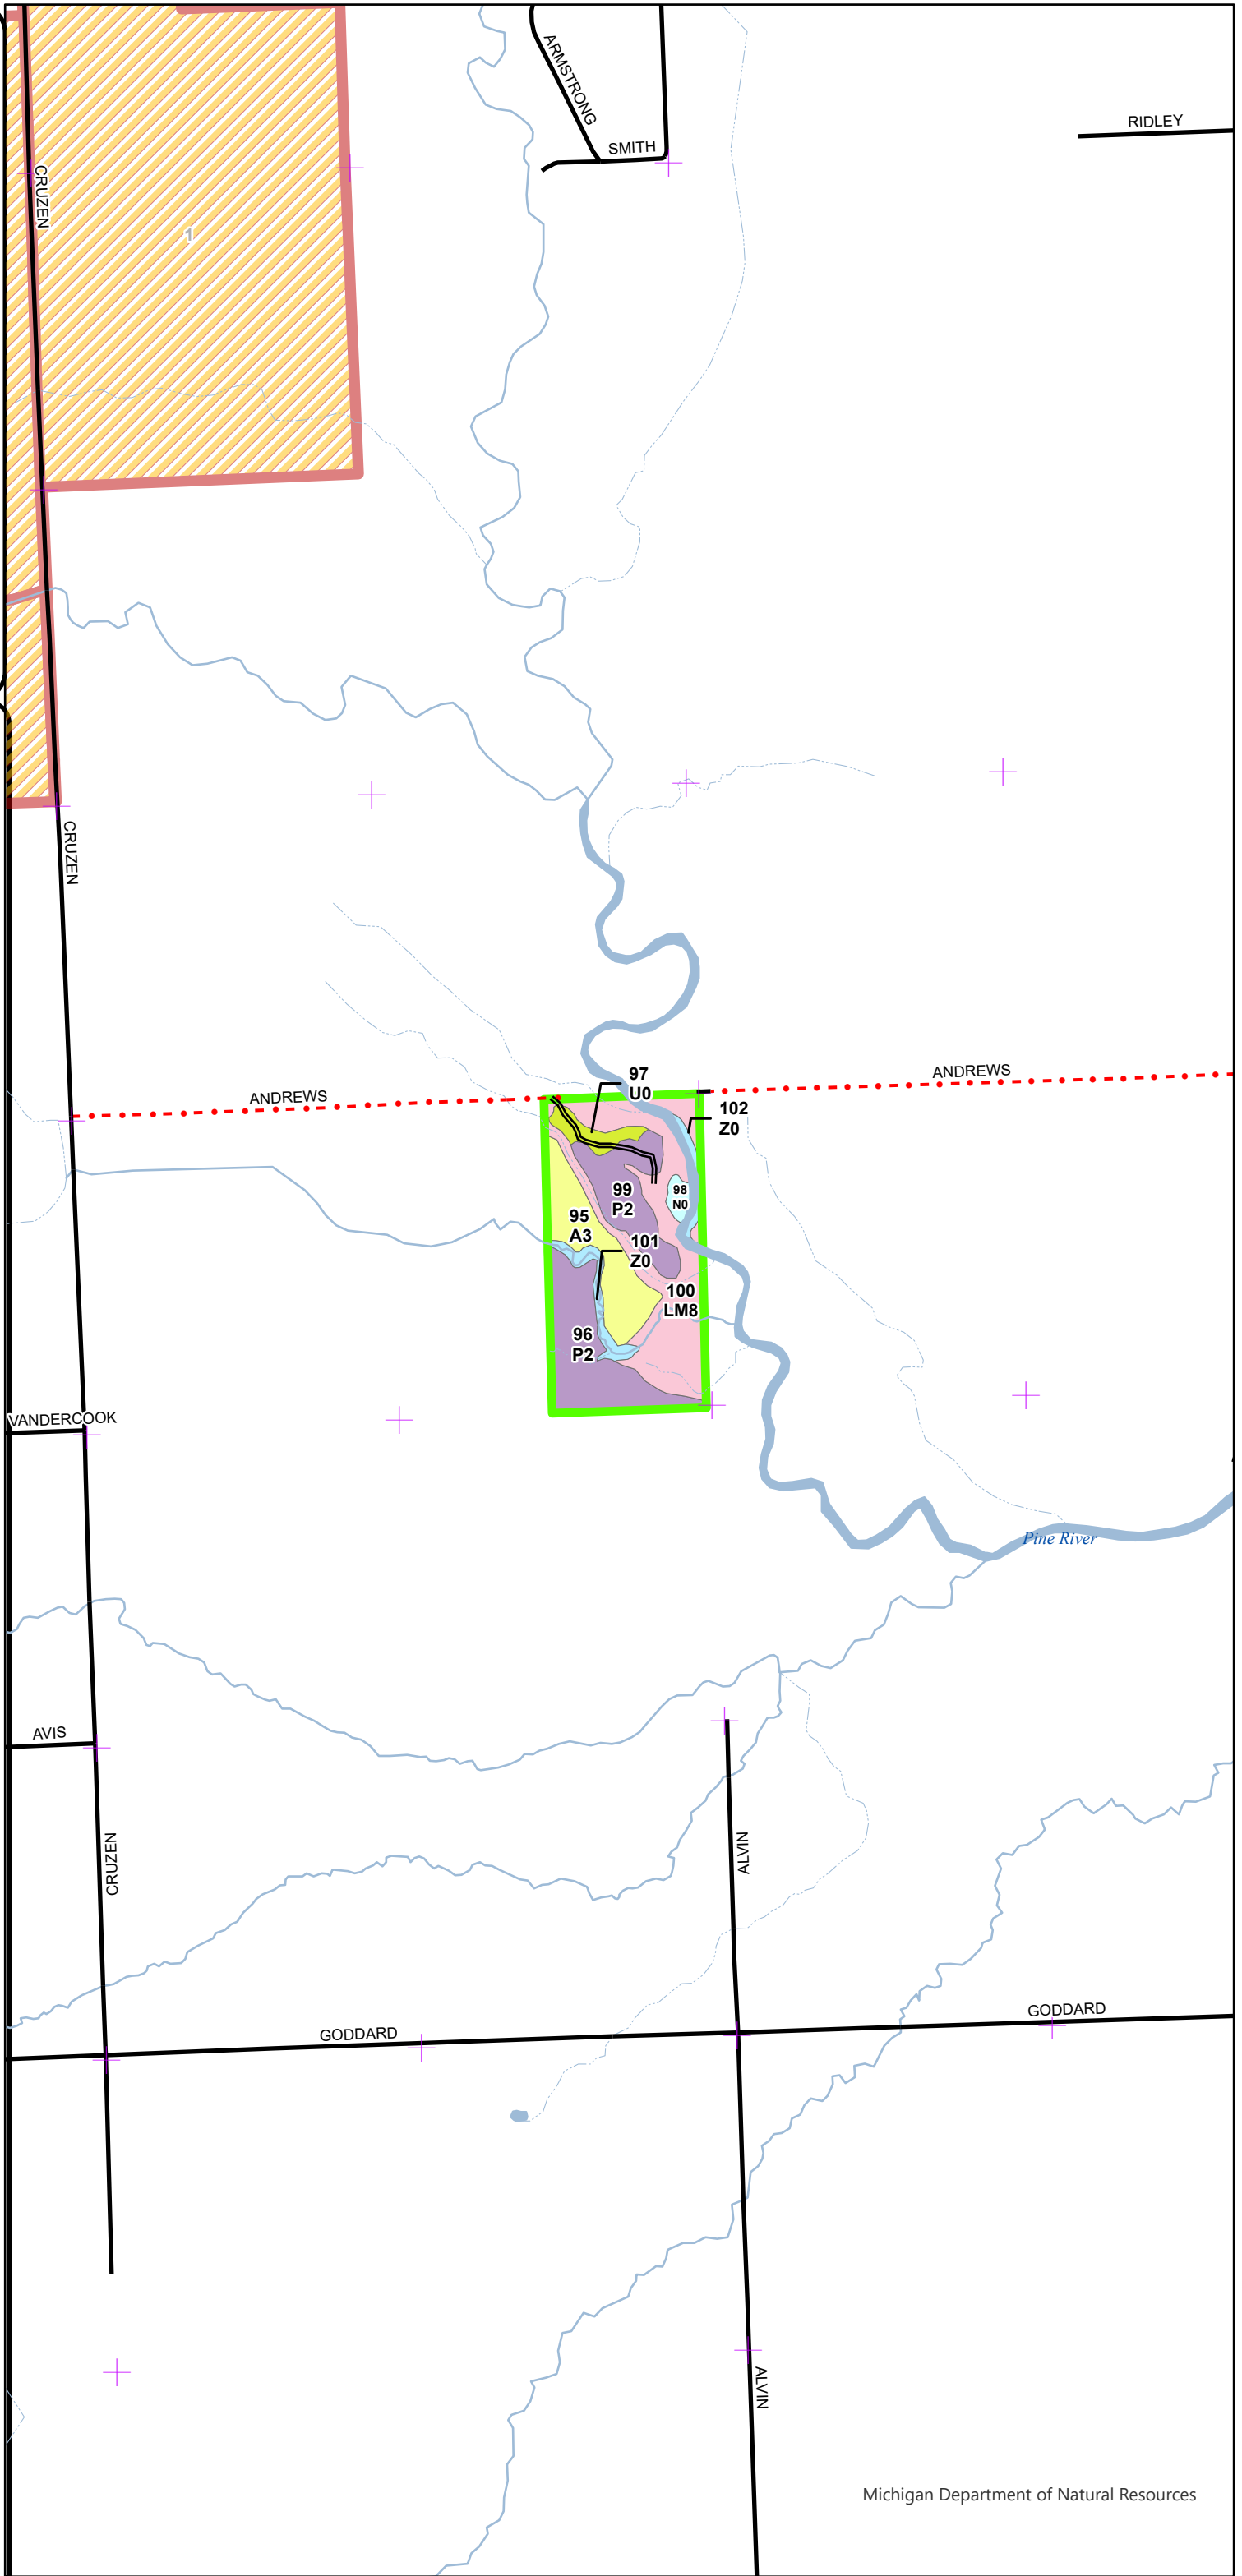 ARMSTRONG
RIDLEY
SMITH
CRUZEN
1
CRUZEN
97
U0
ANDREWS
ANDREWS
102
Z0
99
P2
98
N0
95
A3
101
Z0
100
LM8
96
P2
VANDERCOOK
Pine River
AVIS
CRUZEN
ALVIN
GODDARD
GODDARD
ALVIN
Michigan Department of Natural Resources